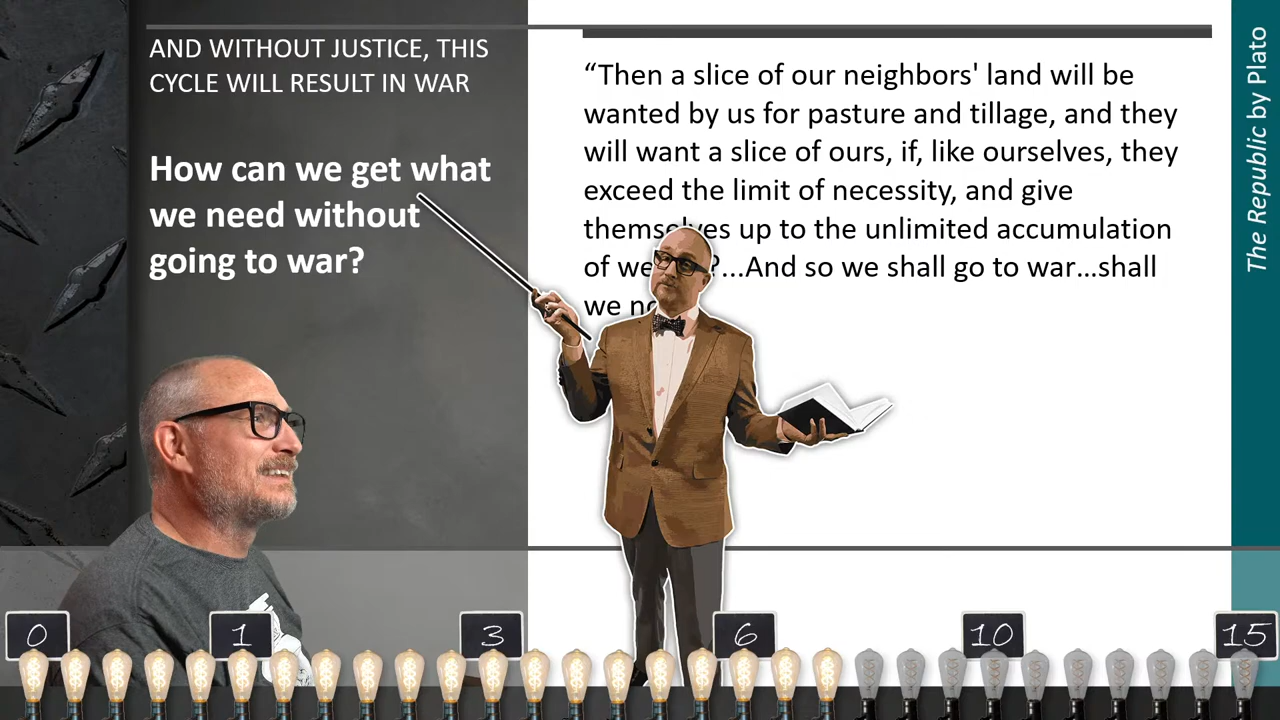 AND WITHOUT JUSTICE, THIS
CYCLE WILL RESULT IN WAR
How can we get what
we need without
going to war?
“Then a slice of our neighbors' land will be
wanted by us for pasture and tillage, and they
will want a slice of ours, if, like ourselves, they
exceed the limit of necessity, and give
themselves up to the unlimited accumulation
of ?...And so we shall go to war...shall
we
The Republic by Plato
0
1
3
6
10
15